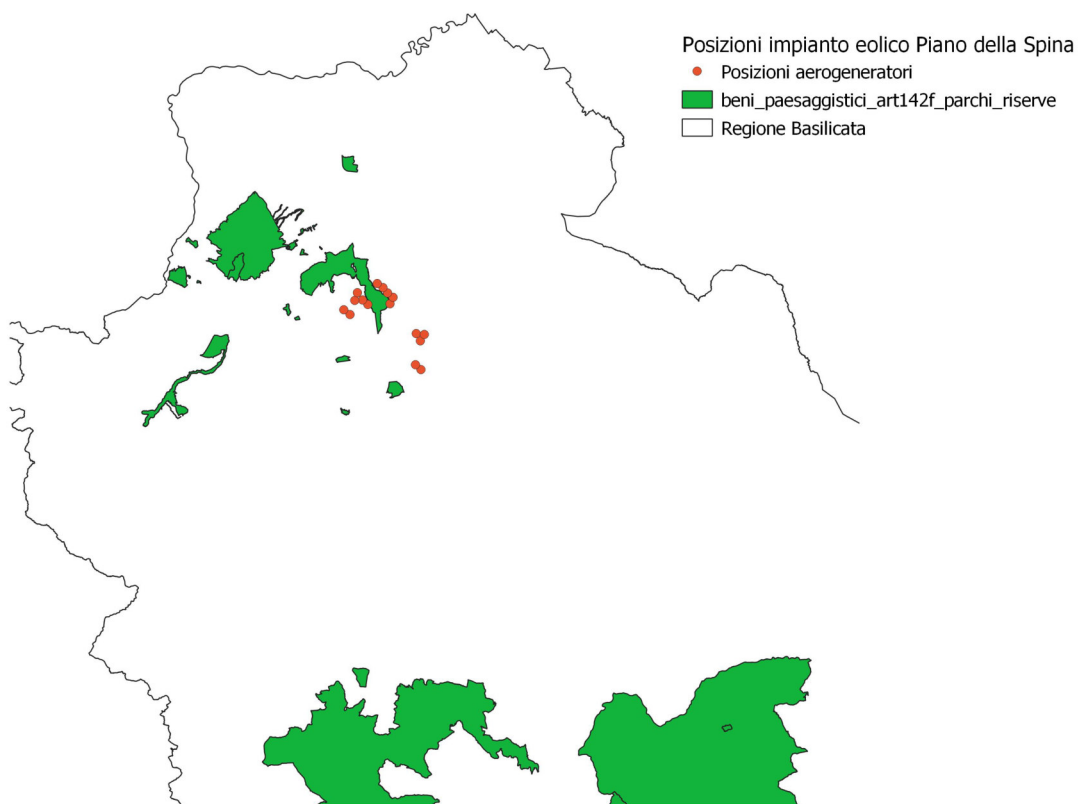 Posizioni impianto eolico Piano della Spina
Posizioni aerogeneratori
beni_paesaggistici_art142f_parchi_riserve
Regione Basilicata